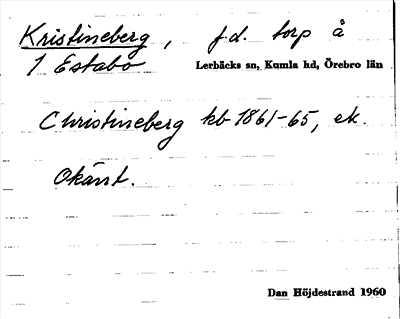 Kristineberg, f.d. torp å
1 Estabo Lerbäcks sn, Kumla hd, Örebro län
Christineberg kb 1861-65, ek.
Okänt.
Dan Höjdestrand 1960